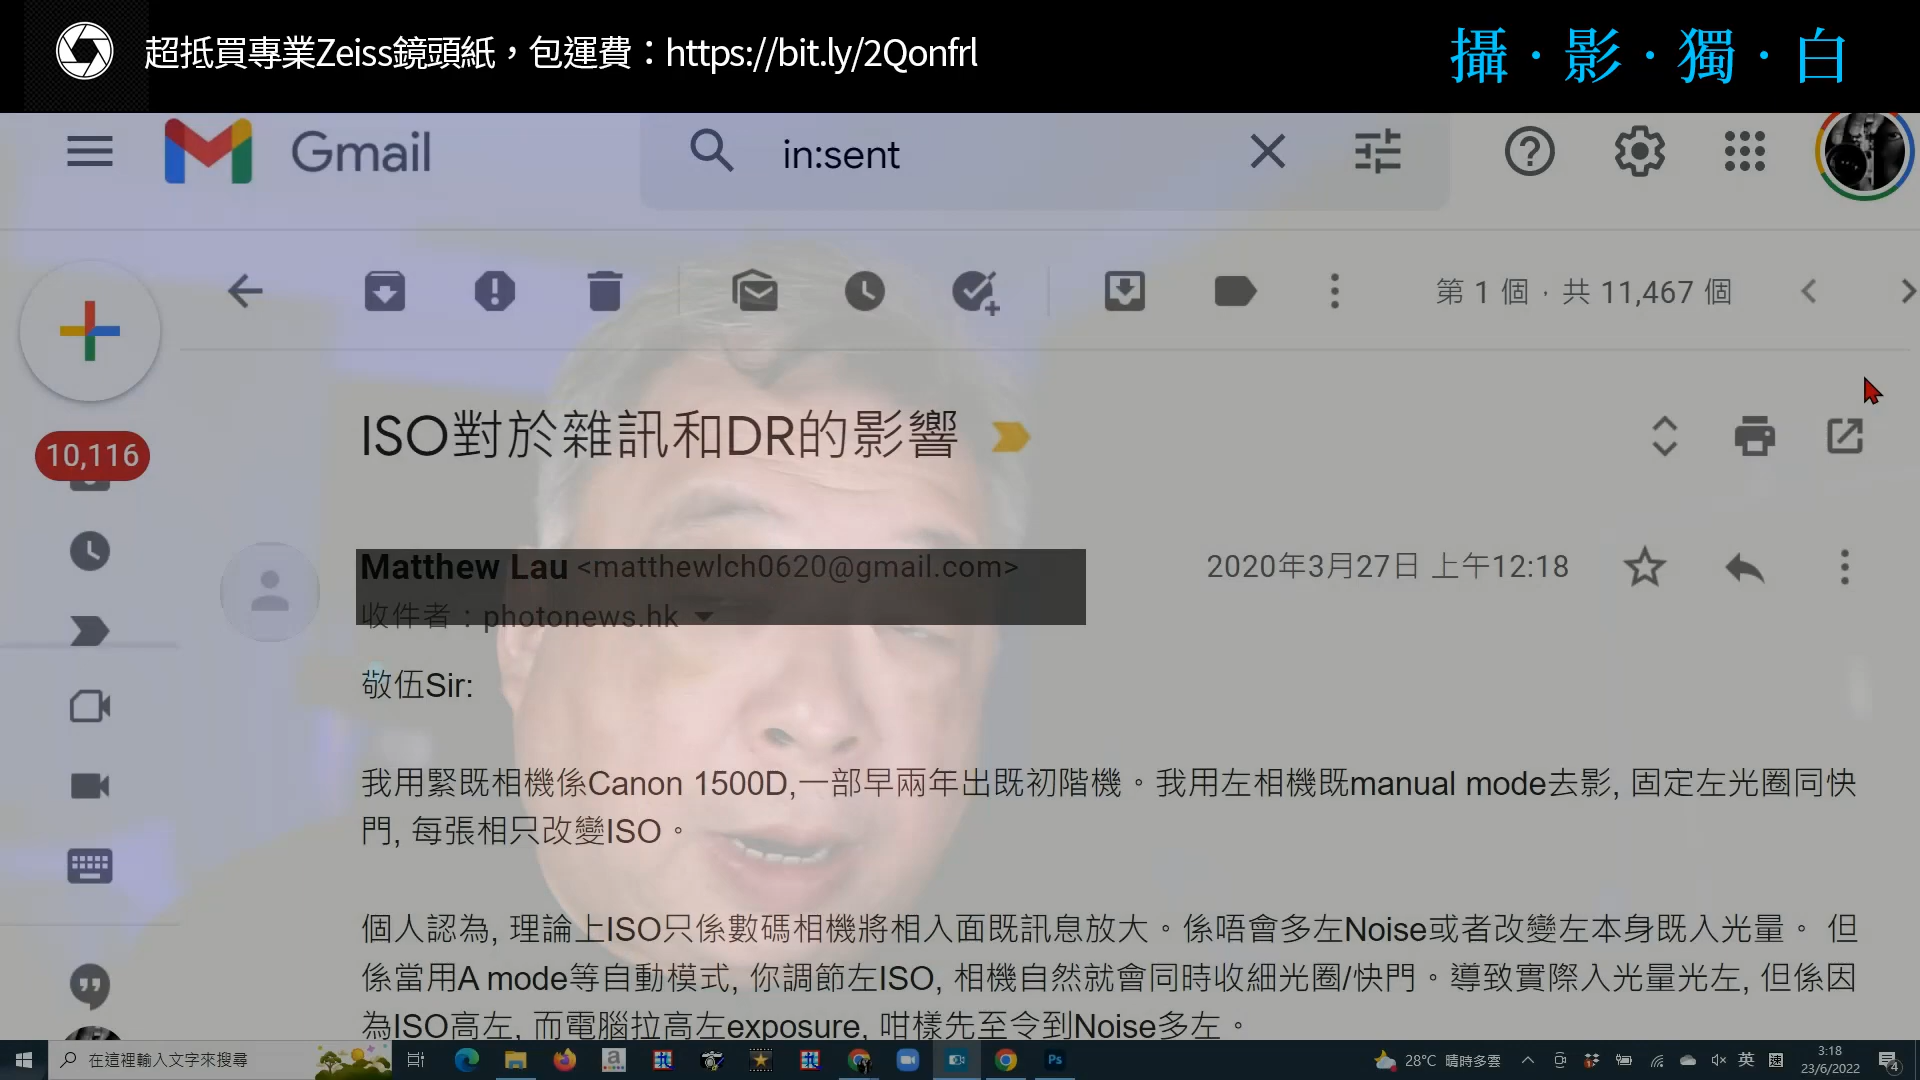 超抵買專業Zeiss鏡頭紙，包運費：https://bit.ly/2Qonfrl
攝・影・獨・白
Gmail
in:sent
第 1 個，共 11,467 個
10,116
ISO對於雜訊和DR的影響
Matthew Lau <matthewlch0620@gmail.com>
2020年3月27日 上午12:18
收件者：photonews.hk
敬伍Sir:
我用緊既相機係Canon 1500D,一部早兩年出既初階機。我用左相機既manual mode去影, 固定左光圈同快
門, 每張相只改變ISO。
個人認為, 理論上ISO只係數碼相機將相入面既訊息放大。係唔會多左Noise或者改變左本身既入光量。 但
係當用A mode等自動模式, 你調節左ISO, 相機自然就會同時收細光圈/快門。導致實際入光量光左, 但係因
為ISO高左, 而電腦拉高左exposure, 咁樣先至令到Noise多左。
在這裡輸入文字來搜尋
28°C 晴時多雲
英
速
3:18
23/6/2022
4